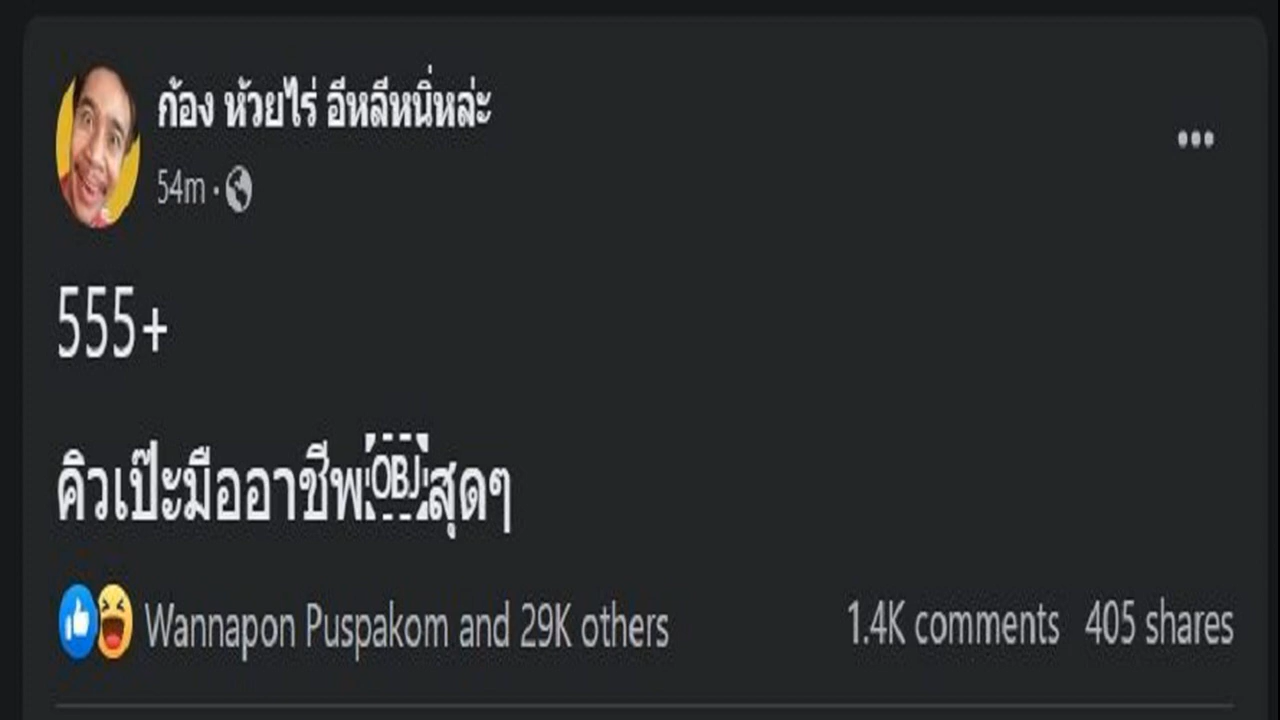 ก้อง ห้วยไร่ อีหลีหนิ่หล่ะ
54m ·
555+
คิวเป๊ะมืออาชีพ￼สุดๆ
Wannapon Puspakom and 29K others 1.4K comments 405 shares